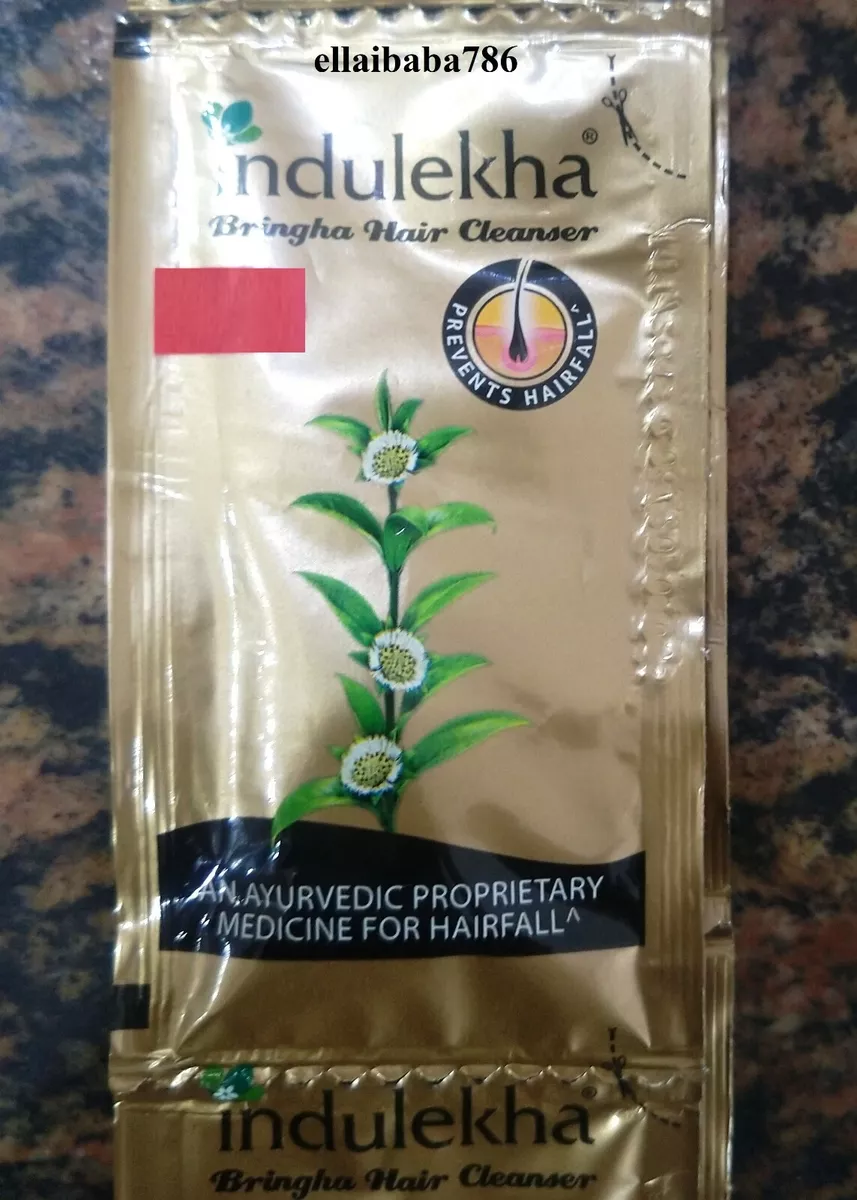 ellaibaba786
indulekha®
Bringha Hair Cleanser
PREVENTS HAIRFALL^
AN AYURVEDIC PROPRIETARY
MEDICINE FOR HAIRFALL^
indulekha®
Bringha Hair Cleanser